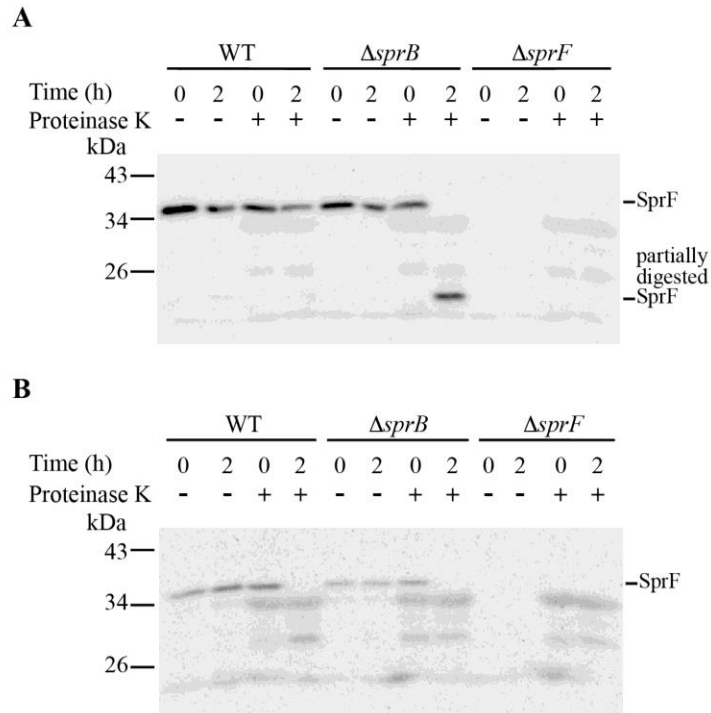 A
WT ΔsprB ΔsprF
Time (h) 0 2 0 2 0 2 0 2 0 2 0 2
Proteinase K - - + + - - + + - - + +
kDa
43
SprF
34
partially
26 digested
SprF
B
WT ΔsprB ΔsprF
Time (h) 0 2 0 2 0 2 0 2 0 2 0 2
Proteinase K - - + + - - + + - - + +
kDa
43
SprF
34
26